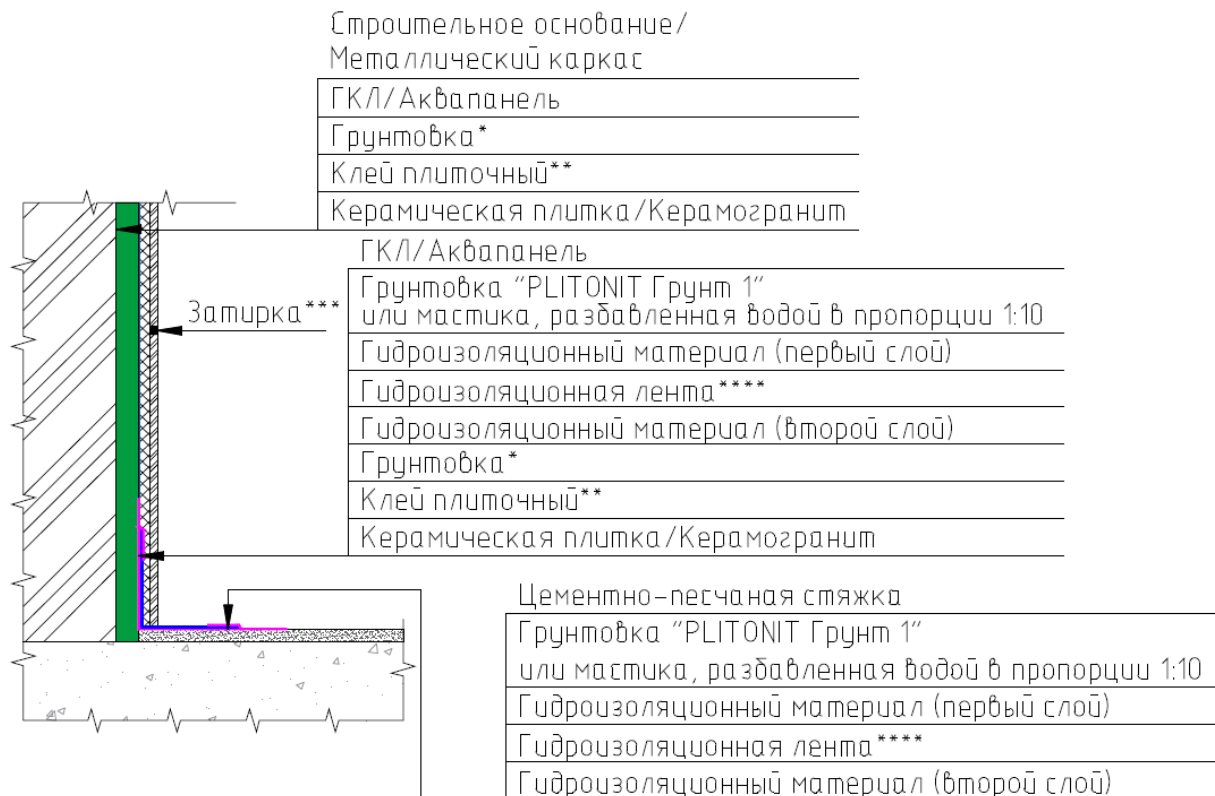 Строительное основание/
Металлический каркас
ГКЛ/Аквапанель
Грунтовка*
Клей плиточный**
Керамическая плитка/Керамогранит
ГКЛ/Аквапанель
Грунтовка "PLITONIT Грунт 1"
или мастика, разбавленная водой в пропорции 1:10
Затирка***
Гидроизоляционный материал (первый слой)
Гидроизоляционная лента****
Гидроизоляционный материал (второй слой)
Грунтовка*
Клей плиточный**
Керамическая плитка/Керамогранит
Цементно-песчаная стяжка
Грунтовка "PLITONIT Грунт 1"
или мастика, разбавленная водой в пропорции 1:10
Гидроизоляционный материал (первый слой)
Гидроизоляционная лента****
Гидроизоляционный материал (второй слой)